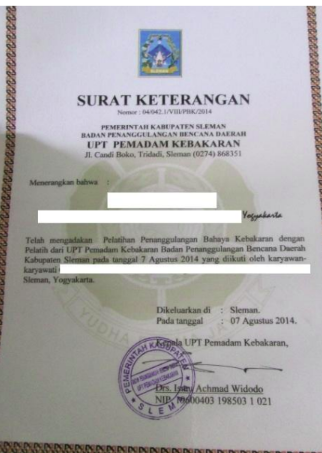 SURAT KETERANGAN
Nomor : 04/042.1/VIII/PBK/2014
PEMERINTAH KABUPATEN SLEMAN
BADAN PENANGGULANGAN BENCANA DAERAH
UPT PEMADAM KEBAKARAN
Jl. Candi Boko, Tridadi, Sleman (0274) 868351
Menerangkan bahwa :
Yogyakarta
Telah mengadakan Pelatihan Penanggulangan Bahaya Kebakaran dengan
Pelatih dari UPT Pemadam Kebakaran Badan Penanggulangan Bencana Daerah
Kabupaten Sleman pada tanggal 7 Agustus 2014 yang diikuti oleh karyawan-
karyawati
Sleman, Yogyakarta.
Dikeluarkan di : Sleman.
Pada tanggal : 07 Agustus 2014.
Kepala UPT Pemadam Kebakaran,
PEMERINTAH KABUPATEN
SLEMAN
Drs. Achmad Widodo
NIP. 19600403 198503 1 021